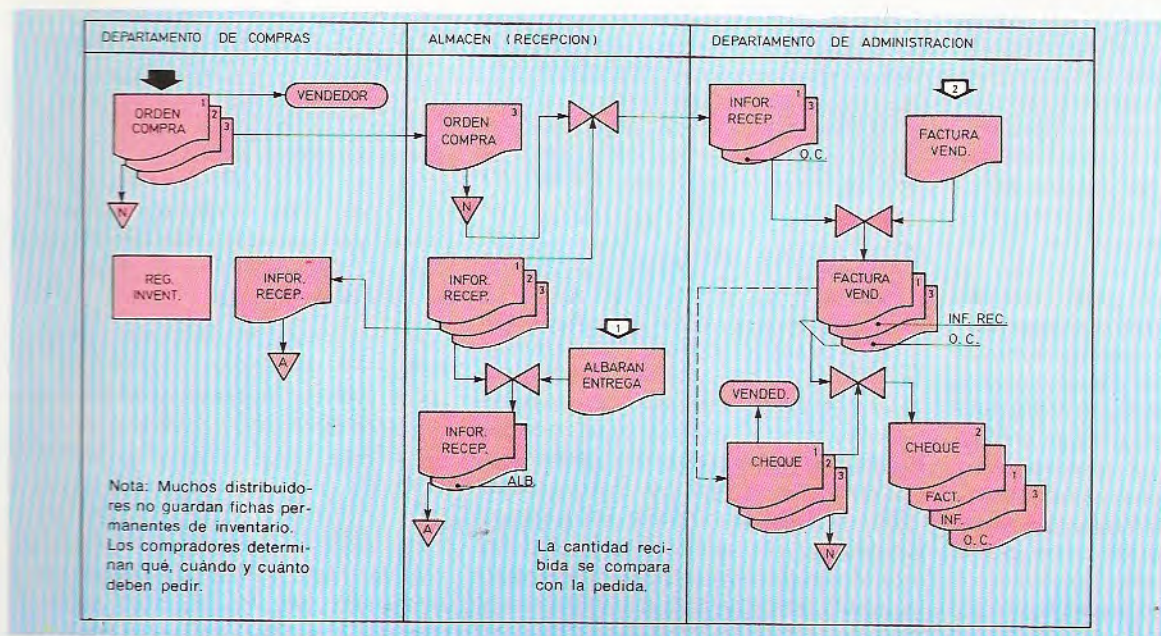 DEPARTAMENTO DE COMPRAS
ALMACEN (RECEPCION)
DEPARTAMENTO DE ADMINISTRACION
ORDEN
COMPRA
1
2
3
VENDEDOR
N
REG.
INVENT.
INFOR.
RECEP.
A
Nota: Muchos distribuido-
res no guardan fichas per-
manentes de inventario.
Los compradores determi-
nan qué, cuándo y cuánto
deben pedir.
ORDEN
COMPRA
3
N
INFOR.
RECEP.
1
2
3
1
ALBARAN
ENTREGA
INFOR.
RECEP.
ALB.
A
La cantidad reci-
bida se compara
con la pedida.
INFOR.
RECEP.
1
3
O.C.
2
FACTURA
VEND.
FACTURA
VEND.
1
3
INF. REC.
O.C.
VENDED.
CHEQUE
1
2
3
N
CHEQUE
2
FACT.
1
INF.
3
O.C.